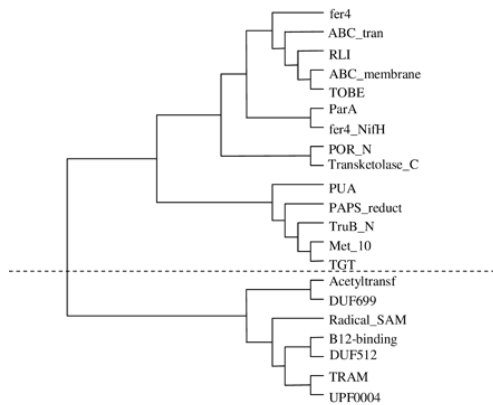 fer4
ABC_tran
RLI
ABC_membrane
TOBE
ParA
fer4_NifH
POR_N
Transketolase_C
PUA
PAPS_reduct
TruB_N
Met_10
TGT
Acetyltransf
DUF699
Radical_SAM
B12-binding
DUF512
TRAM
UPF0004